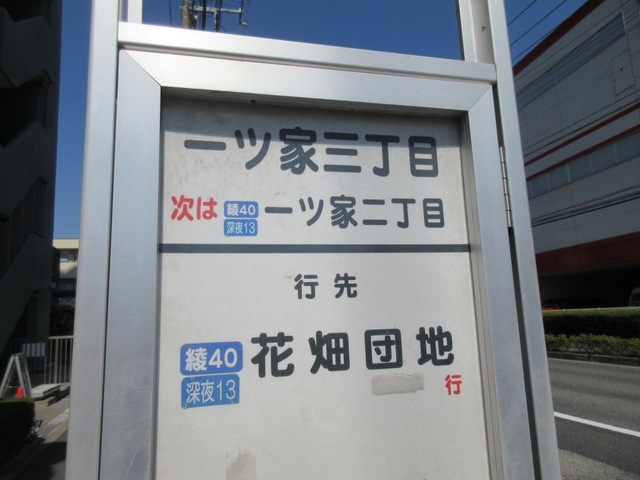 一ツ家三丁目
次は 綾40 一ツ家二丁目
深夜13
行先
綾40 花畑団地
深夜13 行